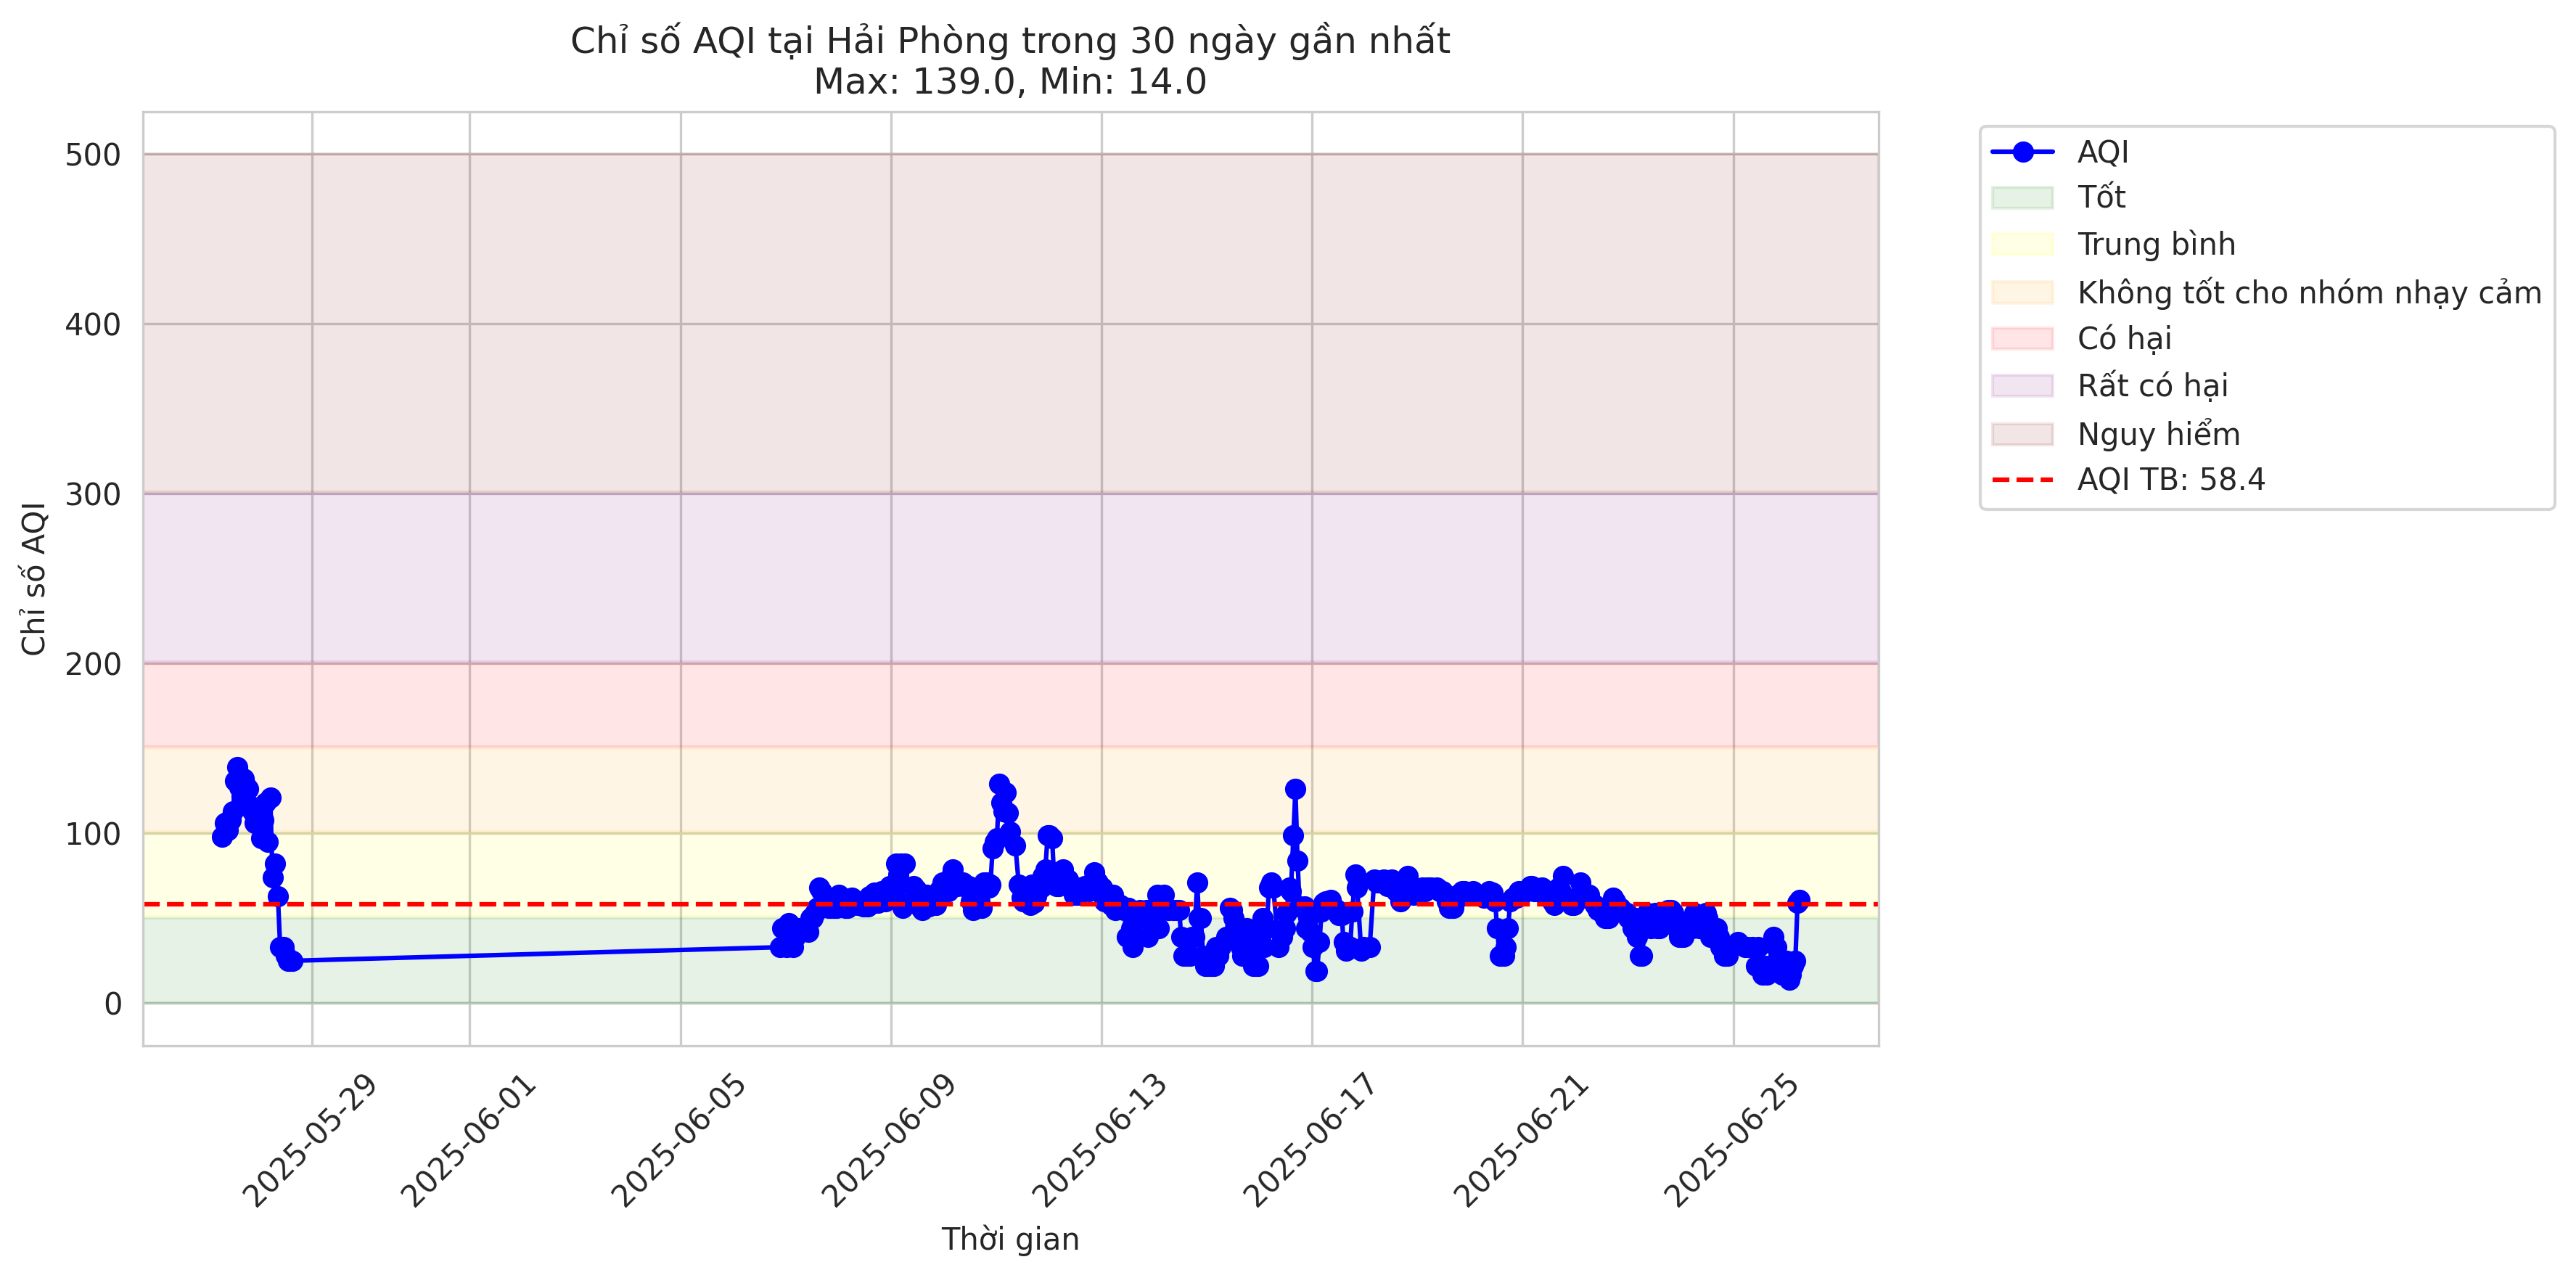 Chỉ số AQI tại Hải Phòng trong 30 ngày gần nhất
Max: 139.0, Min: 14.0
Chỉ số AQI
500
400
300
200
100
0
2025-05-29
2025-06-01
2025-06-05
2025-06-09
2025-06-13
2025-06-17
2025-06-21
2025-06-25
Thời gian
AQI
Tốt
Trung bình
Không tốt cho nhóm nhạy cảm
Có hại
Rất có hại
Nguy hiểm
AQI TB: 58.4